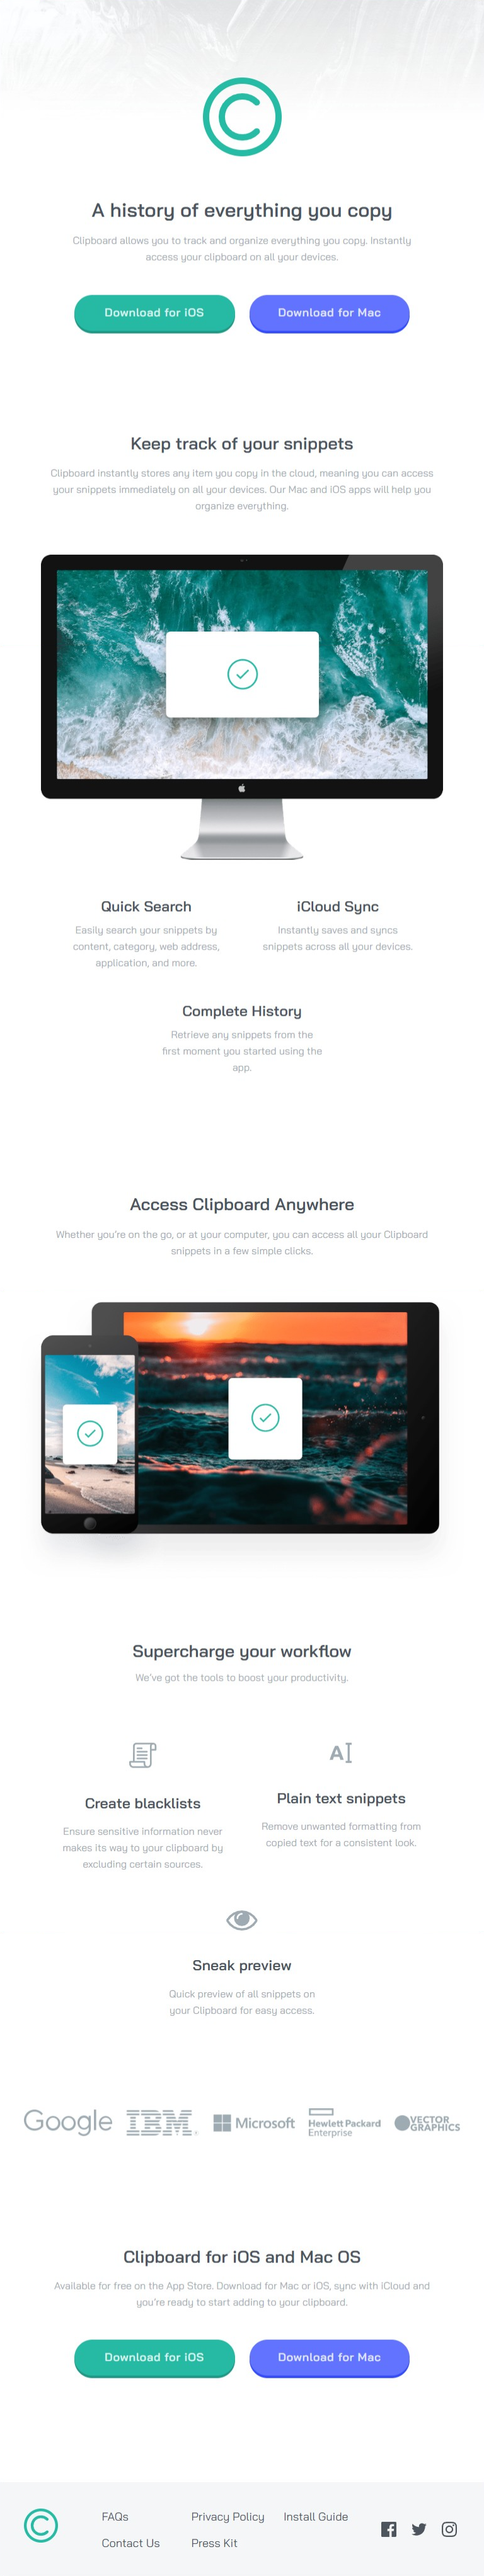 A history of everything you copy
Clipboard allows you to track and organize everything you copy. Instantly
access your clipboard on all your devices.
Download for iOS Download for Mac
Keep track of your snippets
Clipboard instantly stores any item you copy in the cloud, meaning you can access
your snippets immediately on all your devices. Our Mac and iOS apps will help you
organize everything.
Quick Search
Easily search your snippets by
content, category, web address,
application, and more.
iCloud Sync
Instantly saves and syncs
snippets across all your devices.
Complete History
Retrieve any snippets from the
first moment you started using the
app.
Access Clipboard Anywhere
Whether you’re on the go, or at your computer, you can access all your Clipboard
snippets in a few simple clicks.
Supercharge your workflow
We’ve got the tools to boost your productivity.
Create blacklists
Ensure sensitive information never
makes its way to your clipboard by
excluding certain sources.
A
Plain text snippets
Remove unwanted formatting from
copied text for a consistent look.
Sneak preview
Quick preview of all snippets on
your Clipboard for easy access.
Google
IBM®
Microsoft
Hewlett Packard
Enterprise
VECTOR
GRAPHICS
Clipboard for iOS and Mac OS
Available for free on the App Store. Download for Mac or iOS, sync with iCloud and
you’re ready to start adding to your clipboard.
Download for iOS Download for Mac
FAQs Privacy Policy Install Guide
Contact Us Press Kit